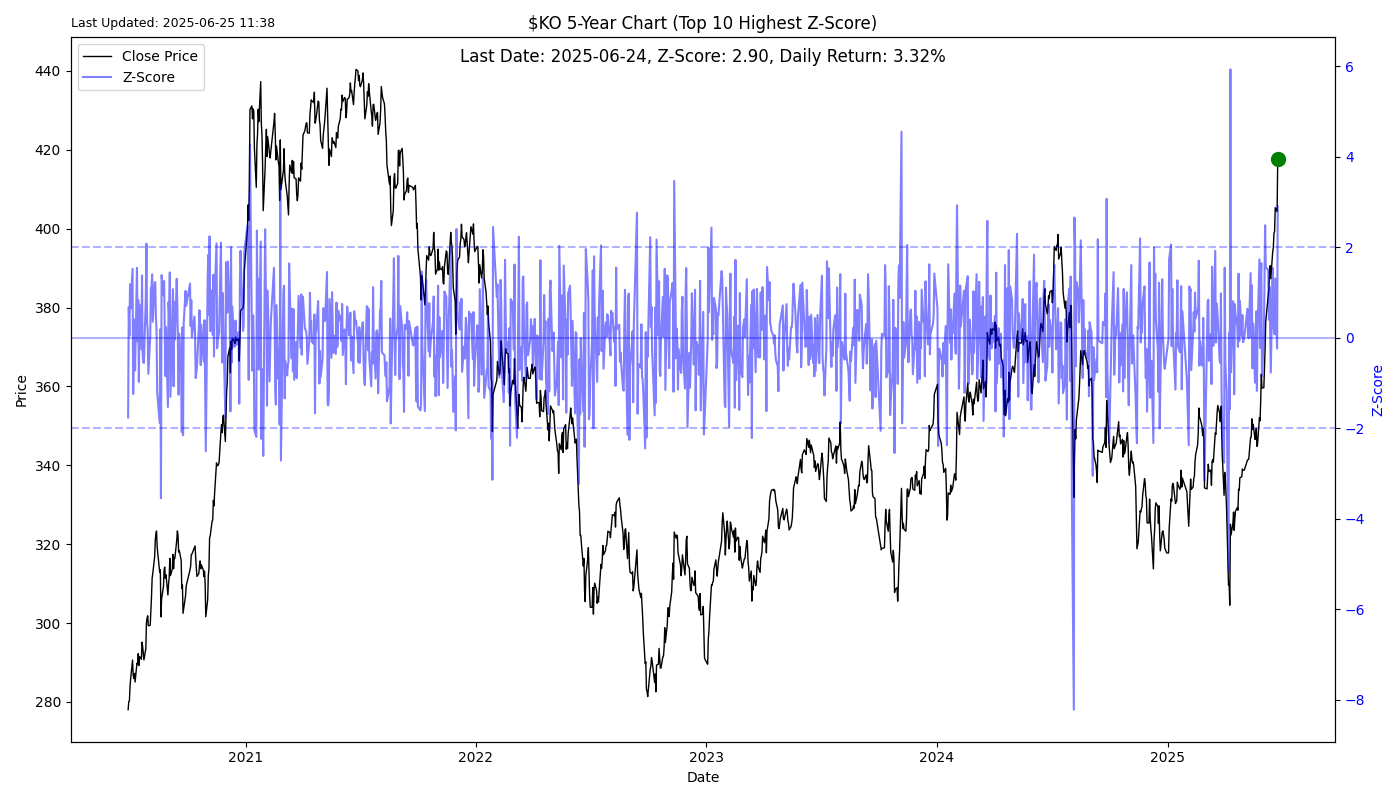 Last Updated: 2025-06-25 11:38
$KO 5-Year Chart (Top 10 Highest Z-Score)
Last Date: 2025-06-24, Z-Score: 2.90, Daily Return: 3.32%
Close Price
Z-Score
440
420
400
380
360
340
320
300
280
Price
6
4
2
0
−2
−4
−6
−8
Z-Score
2021
2022
2023
2024
2025
Date